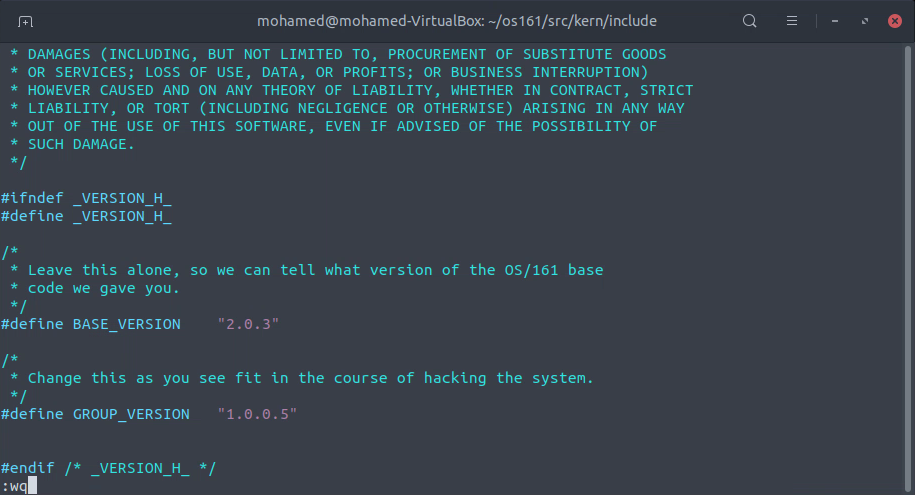 mohamed@mohamed-VirtualBox: ~/os161/src/kern/include
 * DAMAGES (INCLUDING, BUT NOT LIMITED TO, PROCUREMENT OF SUBSTITUTE GOODS
 * OR SERVICES; LOSS OF USE, DATA, OR PROFITS; OR BUSINESS INTERRUPTION)
 * HOWEVER CAUSED AND ON ANY THEORY OF LIABILITY, WHETHER IN CONTRACT, STRICT
 * LIABILITY, OR TORT (INCLUDING NEGLIGENCE OR OTHERWISE) ARISING IN ANY WAY
 * OUT OF THE USE OF THIS SOFTWARE, EVEN IF ADVISED OF THE POSSIBILITY OF
 * SUCH DAMAGE.
 */
#ifndef _VERSION_H_
#define _VERSION_H_
/*
 * Leave this alone, so we can tell what version of the OS/161 base
 * code we gave you.
 */
#define BASE_VERSION    "2.0.3"
/*
 * Change this as you see fit in the course of hacking the system.
 */
#define GROUP_VERSION   "1.0.0.5"
#endif /* _VERSION_H_ */
:wq